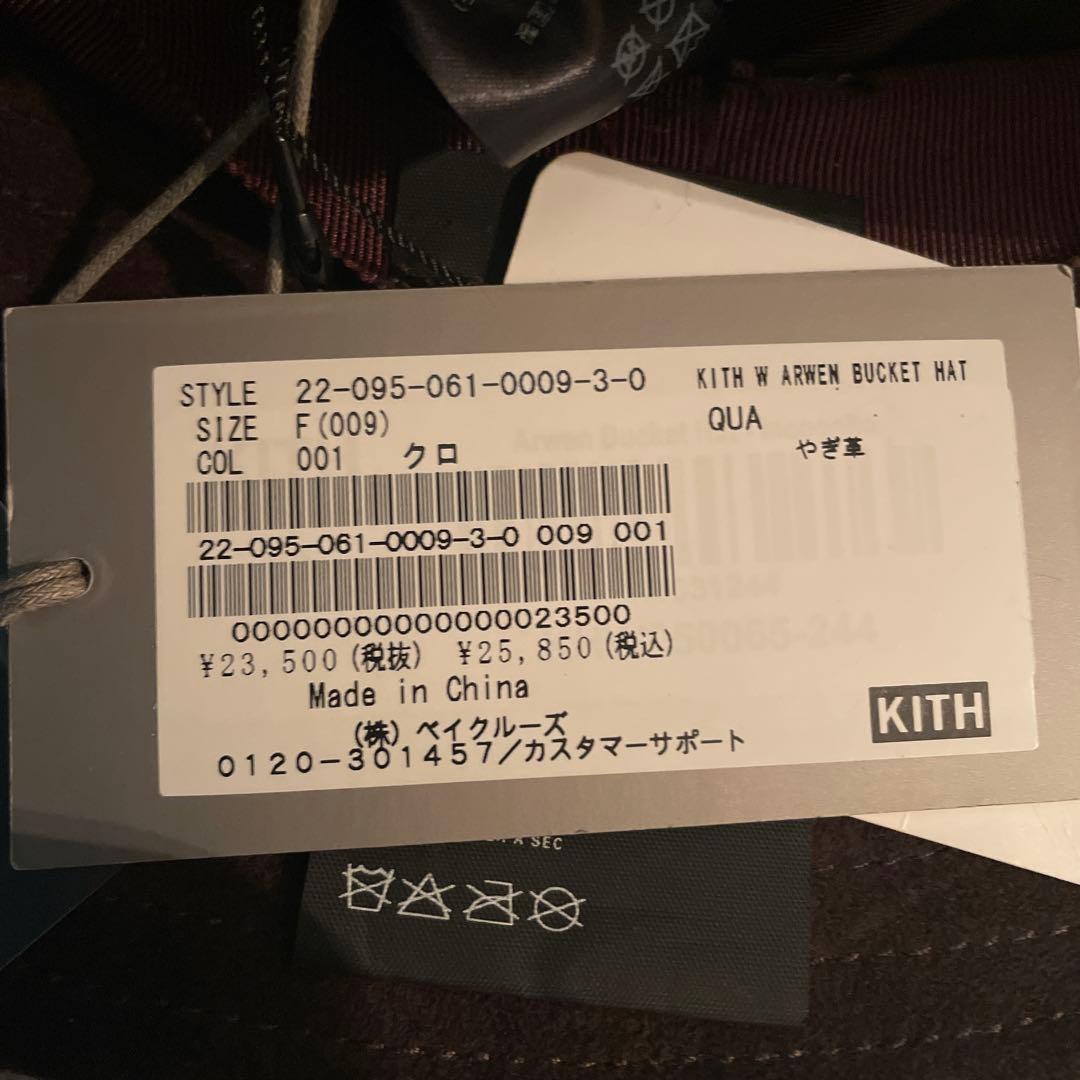 STYLE 22-095-061-0009-3-0 KITH W ARWEN BUCKET HAT
SIZE F(009) QUA
COL 001 クロ やぎ革
22-095-061-0009-3-0 009 001
00000000000000023500
¥23,500(税抜) ¥25,850(税込)
Made in China
(株)ベイクルーズ
0120-301457/カスタマーサポート
KITH
A SEC